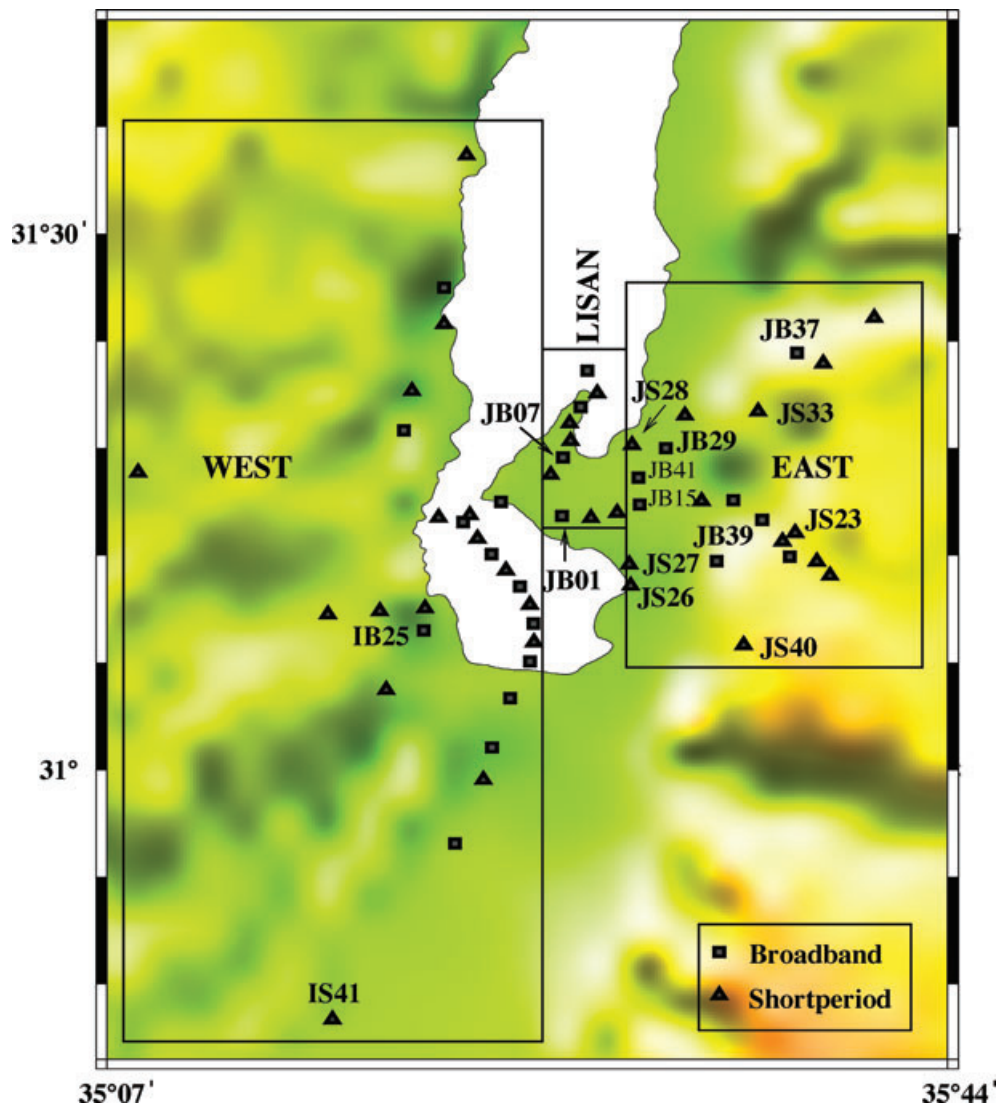 31°30'
LISAN
JB37
JS28
JB07
JS33
JB29
WEST
JB41
EAST
JB15
JS23
JB39
JS27
JB01
JS26
IB25
JS40
31°
Broadband
Shortperiod
IS41
35°07'
35°44'